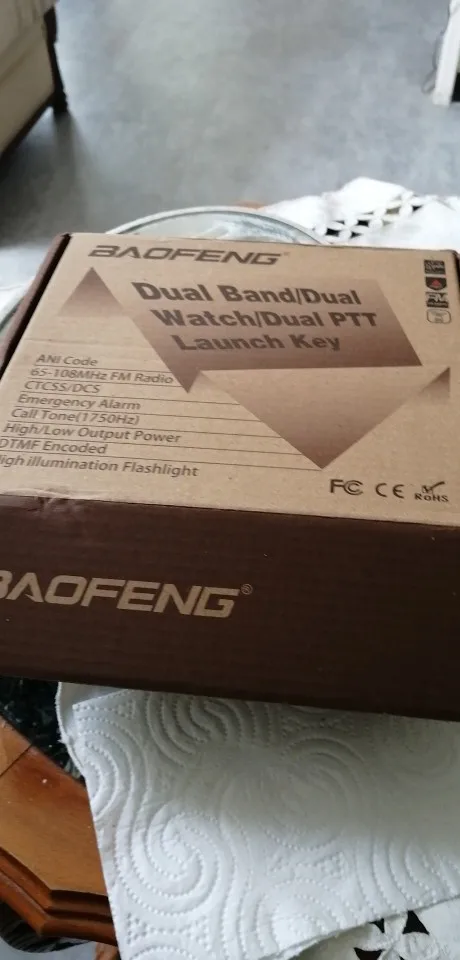 BAOFENG
Dual Band/Dual
Watch/Dual PTT
Launch Key
ANI Code
65-108MHz FM Radio
CTCSS/DCS
Emergency Alarm
Call Tone(1750Hz)
High/Low Output Power
DTMF Encoded
High illumination Flashlight
FM
FC CE RoHS
BAOFENG®